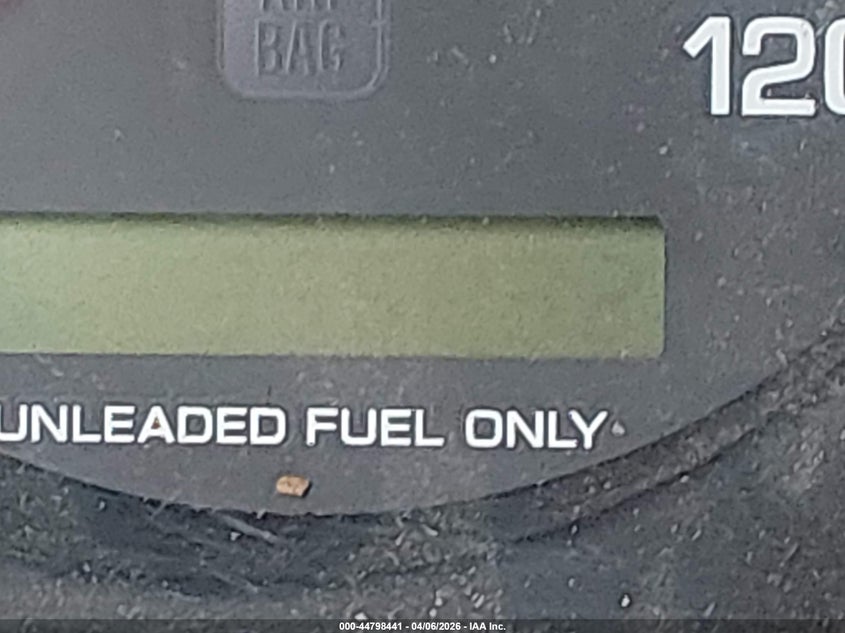 BAG
120
UNLEADED FUEL ONLY
000-44798441 - 04/06/2026 - IAA Inc.